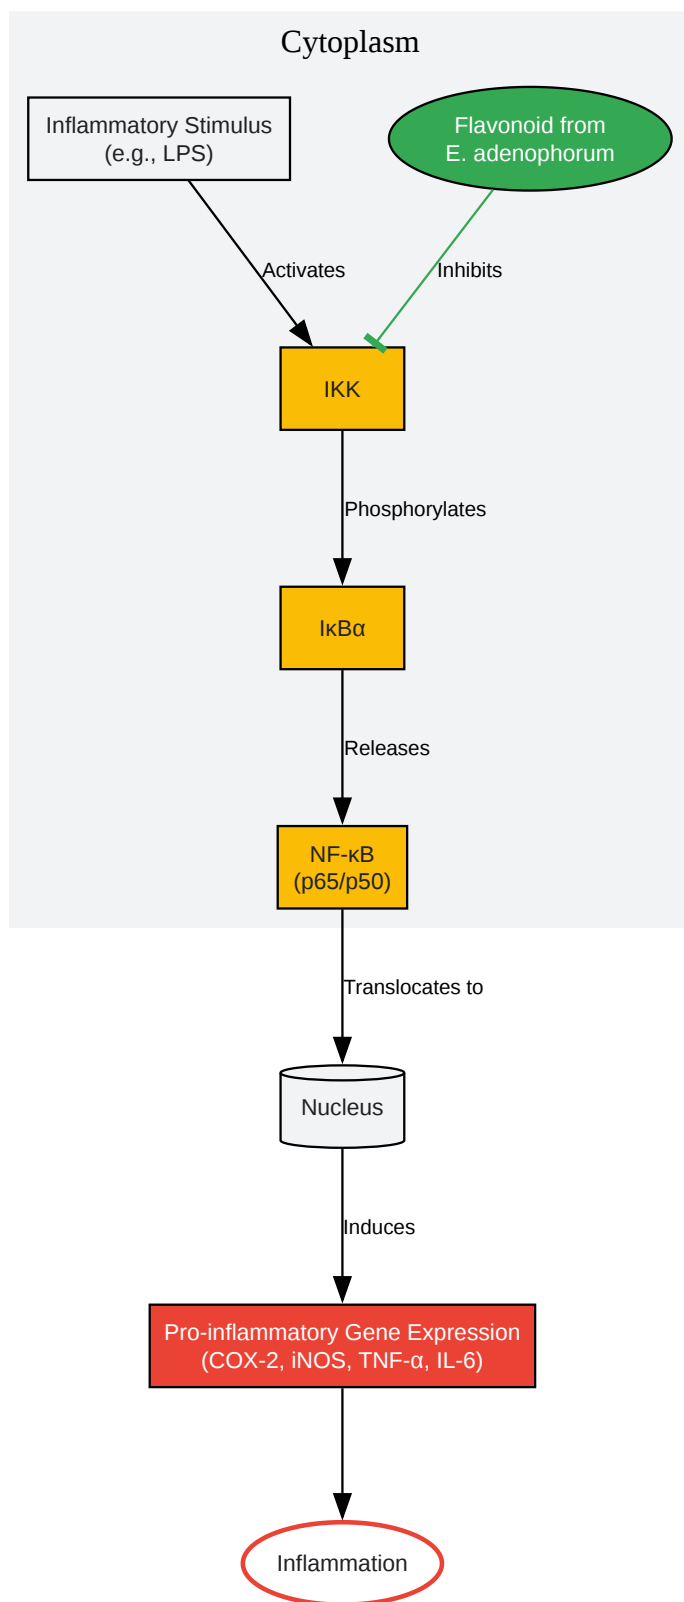 Cytoplasm
Inflammatory Stimulus
(e.g., LPS)
Flavonoid from
E. adenophorum
Activates
Inhibits
IKK
Phosphorylates
IκBα
Releases
NF-κB
(p65/p50)
Translocates to
Nucleus
Induces
Pro-inflammatory Gene Expression
(COX-2, iNOS, TNF-α, IL-6)
Inflammation